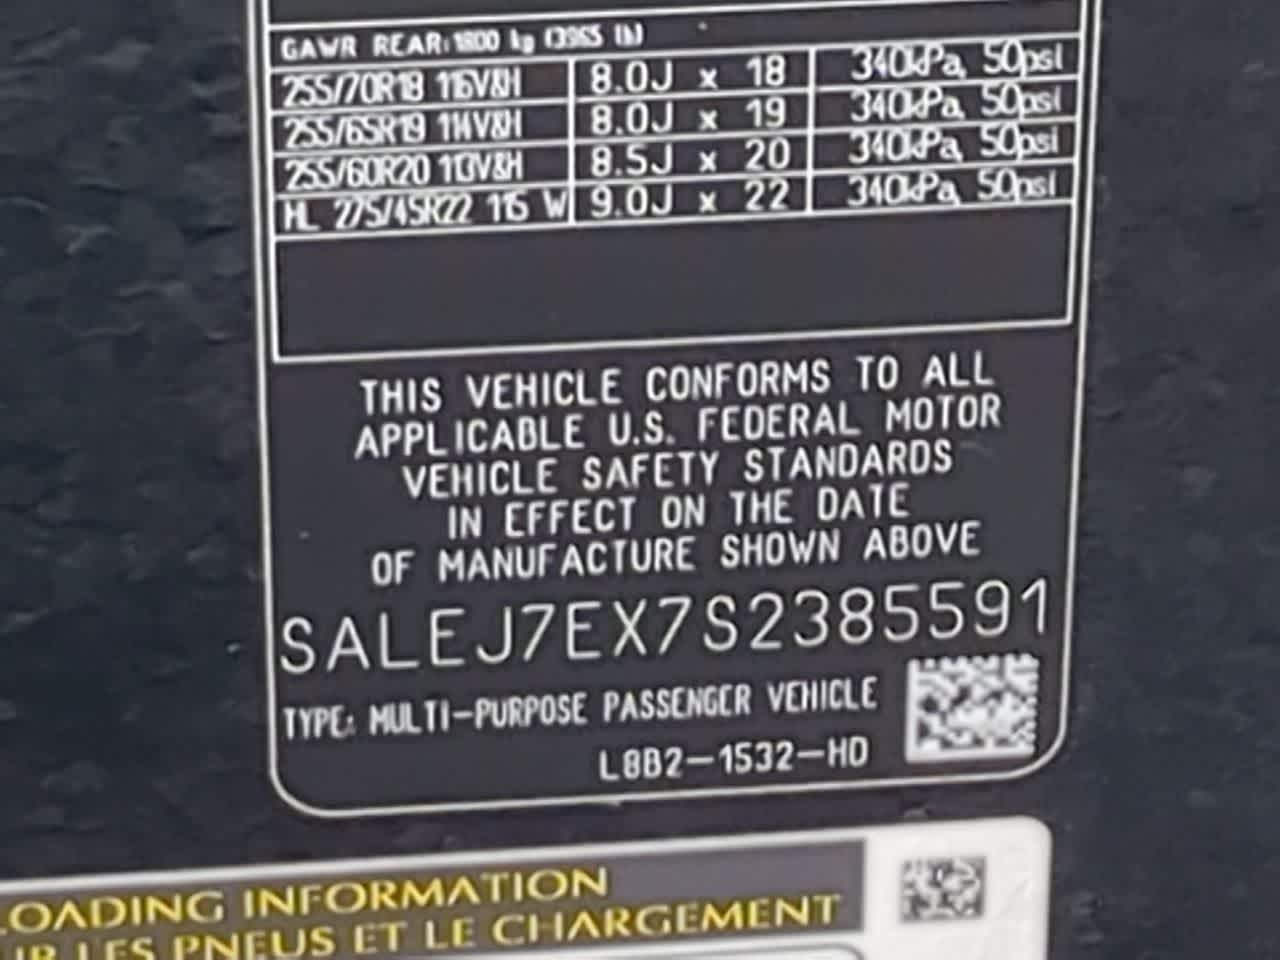 GAWR REAR: 1800 kg (3965 lb)
255/70R18 116V&H 8.0J x 18 340kPa, 50psi
255/65R19 114V&H 8.0J x 19 340kPa, 50psi
255/60R20 113V&H 8.5J x 20 340kPa, 50psi
HL 275/45R22 115 W 9.0J x 22 340kPa, 50psi
THIS VEHICLE CONFORMS TO ALL
APPLICABLE U.S. FEDERAL MOTOR
VEHICLE SAFETY STANDARDS
IN EFFECT ON THE DATE
OF MANUFACTURE SHOWN ABOVE
SALEJ7EX7S2385591
TYPE: MULTI-PURPOSE PASSENGER VEHICLE
L8B2-1532-HD
LOADING INFORMATION
UR LES PNEUS ET LE CHARGEMENT